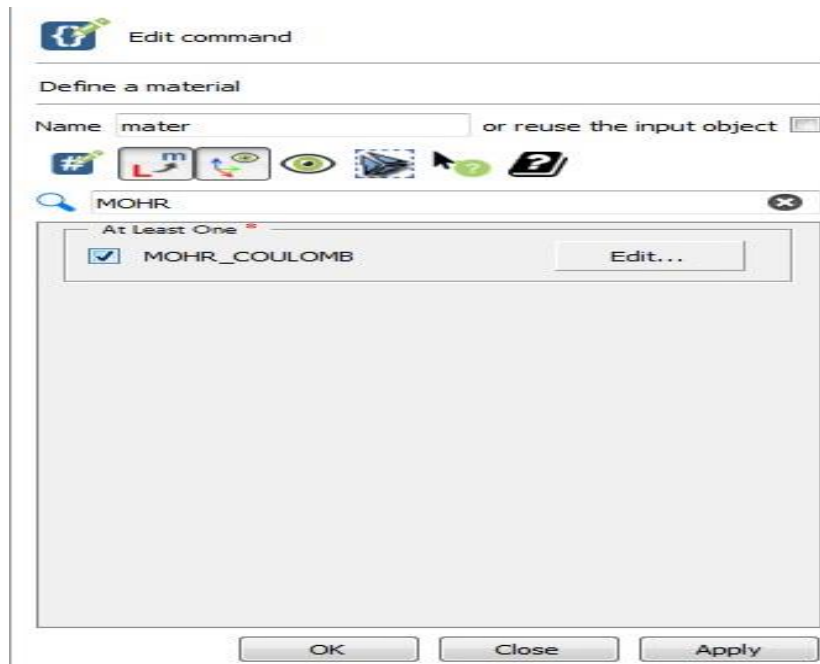 Edit command
Define a material
Name mater or reuse the input object
MOHR
At Least One *
MOHR_COULOMB Edit...
OK Close Apply